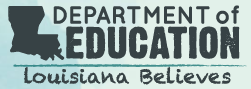 DEPARTMENT of
EDUCATION
louisiana Believes